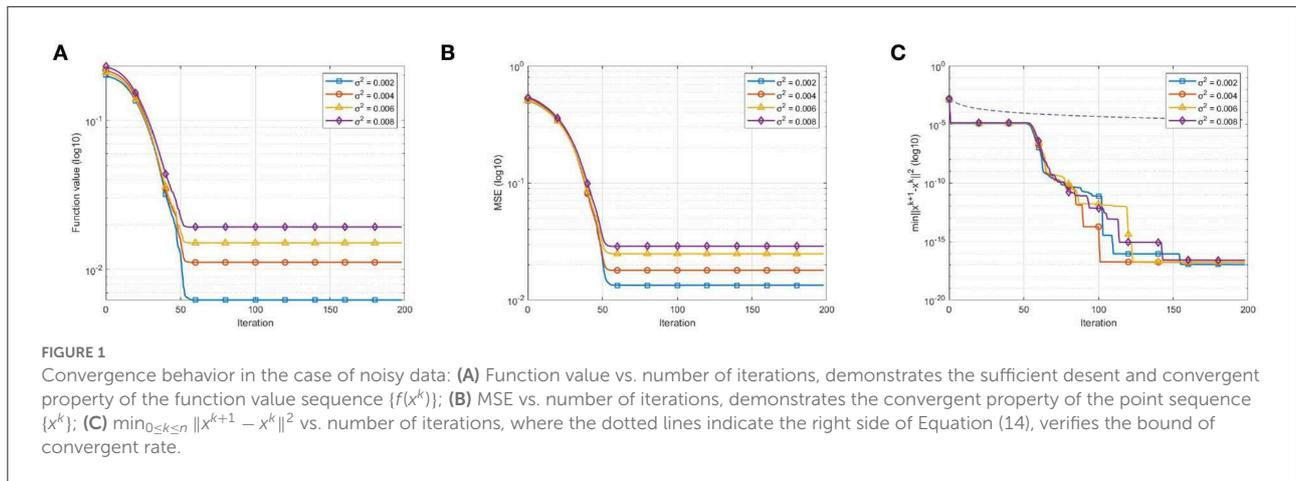 A
B
C
10^-1
10^-2
Function value (log10)
σ² = 0.002
σ² = 0.004
σ² = 0.006
σ² = 0.008
0 50 100 150 200
Iteration
10^0
10^-1
10^-2
MSE (log10)
σ² = 0.002
σ² = 0.004
σ² = 0.006
σ² = 0.008
0 50 100 150 200
Iteration
10^0
10^-5
10^-10
10^-15
10^-20
min||x^k+1-x^k||^2 (log10)
σ² = 0.002
σ² = 0.004
σ² = 0.006
σ² = 0.008
0 50 100 150 200
Iteration
FIGURE 1
Convergence behavior in the case of noisy data: (A) Function value vs. number of iterations, demonstrates the sufficient desent and convergent
property of the function value sequence {f(x^k)}; (B) MSE vs. number of iterations, demonstrates the convergent property of the point sequence
{x^k}; (C) min_0≤k≤n ‖x^k+1 − x^k‖² vs. number of iterations, where the dotted lines indicate the right side of Equation (14), verifies the bound of
convergent rate.